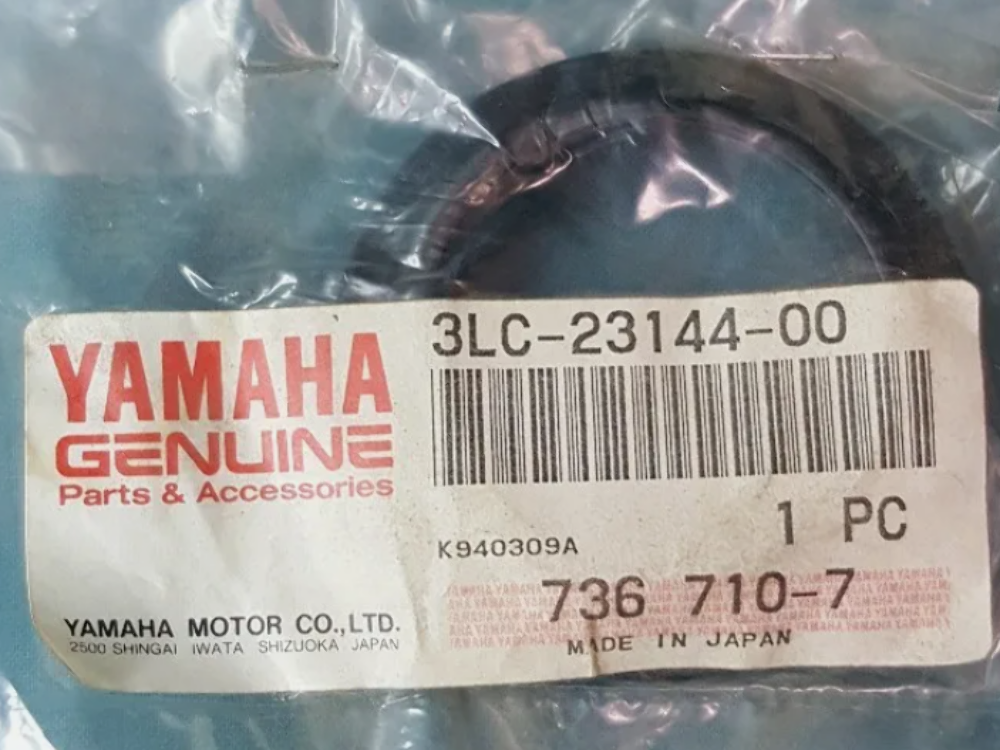 YAMAHA
GENUINE
Parts & Accessories
YAMAHA MOTOR CO., LTD.
2500 SHINGAI IWATA SHIZUOKA JAPAN
3LC-23144-00
1 PC
K940309A
736 710-7
MADE IN JAPAN